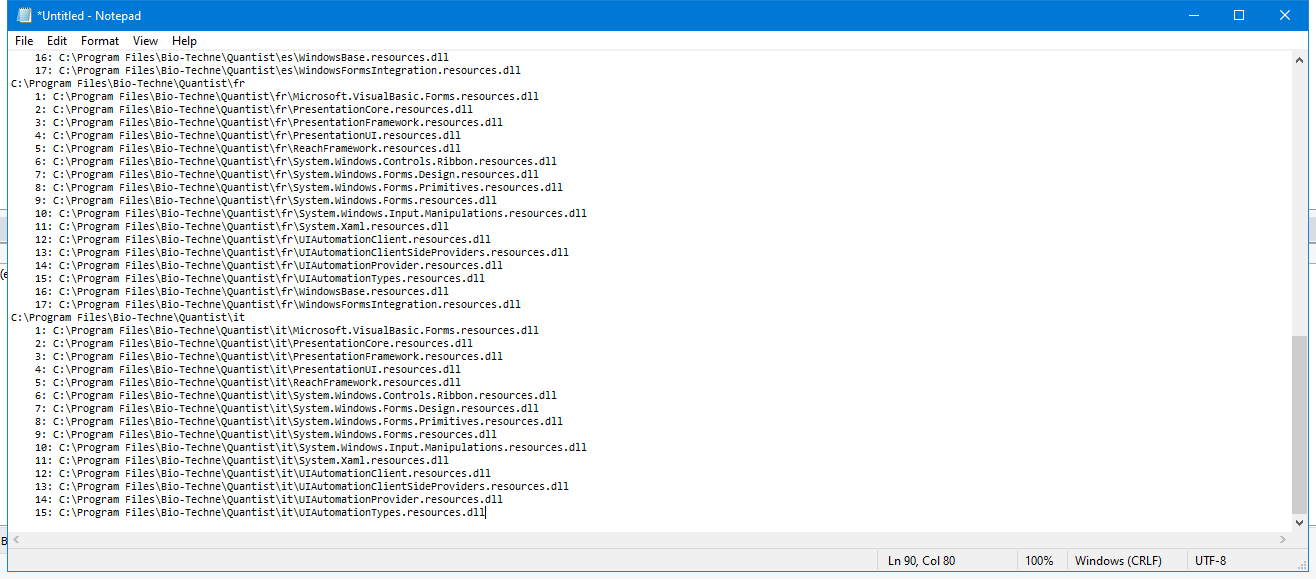 *Untitled - Notepad
File Edit Format View Help
16: C:\Program Files\Bio-Techne\Quantist\es\WindowsBase.resources.dll
17: C:\Program Files\Bio-Techne\Quantist\es\WindowsFormsIntegration.resources.dll
C:\Program Files\Bio-Techne\Quantist\fr
1: C:\Program Files\Bio-Techne\Quantist\fr\Microsoft.VisualBasic.Forms.resources.dll
2: C:\Program Files\Bio-Techne\Quantist\fr\PresentationCore.resources.dll
3: C:\Program Files\Bio-Techne\Quantist\fr\PresentationFramework.resources.dll
4: C:\Program Files\Bio-Techne\Quantist\fr\PresentationUI.resources.dll
5: C:\Program Files\Bio-Techne\Quantist\fr\ReachFramework.resources.dll
6: C:\Program Files\Bio-Techne\Quantist\fr\System.Windows.Controls.Ribbon.resources.dll
7: C:\Program Files\Bio-Techne\Quantist\fr\System.Windows.Forms.Design.resources.dll
8: C:\Program Files\Bio-Techne\Quantist\fr\System.Windows.Forms.Primitives.resources.dll
9: C:\Program Files\Bio-Techne\Quantist\fr\System.Windows.Forms.resources.dll
10: C:\Program Files\Bio-Techne\Quantist\fr\System.Windows.Input.Manipulations.resources.dll
11: C:\Program Files\Bio-Techne\Quantist\fr\System.Xaml.resources.dll
12: C:\Program Files\Bio-Techne\Quantist\fr\UIAutomationClient.resources.dll
13: C:\Program Files\Bio-Techne\Quantist\fr\UIAutomationClientSideProviders.resources.dll
14: C:\Program Files\Bio-Techne\Quantist\fr\UIAutomationProvider.resources.dll
15: C:\Program Files\Bio-Techne\Quantist\fr\UIAutomationTypes.resources.dll
16: C:\Program Files\Bio-Techne\Quantist\fr\WindowsBase.resources.dll
17: C:\Program Files\Bio-Techne\Quantist\fr\WindowsFormsIntegration.resources.dll
C:\Program Files\Bio-Techne\Quantist\it
1: C:\Program Files\Bio-Techne\Quantist\it\Microsoft.VisualBasic.Forms.resources.dll
2: C:\Program Files\Bio-Techne\Quantist\it\PresentationCore.resources.dll
3: C:\Program Files\Bio-Techne\Quantist\it\PresentationFramework.resources.dll
4: C:\Program Files\Bio-Techne\Quantist\it\PresentationUI.resources.dll
5: C:\Program Files\Bio-Techne\Quantist\it\ReachFramework.resources.dll
6: C:\Program Files\Bio-Techne\Quantist\it\System.Windows.Controls.Ribbon.resources.dll
7: C:\Program Files\Bio-Techne\Quantist\it\System.Windows.Forms.Design.resources.dll
8: C:\Program Files\Bio-Techne\Quantist\it\System.Windows.Forms.Primitives.resources.dll
9: C:\Program Files\Bio-Techne\Quantist\it\System.Windows.Forms.resources.dll
10: C:\Program Files\Bio-Techne\Quantist\it\System.Windows.Input.Manipulations.resources.dll
11: C:\Program Files\Bio-Techne\Quantist\it\System.Xaml.resources.dll
12: C:\Program Files\Bio-Techne\Quantist\it\UIAutomationClient.resources.dll
13: C:\Program Files\Bio-Techne\Quantist\it\UIAutomationClientSideProviders.resources.dll
14: C:\Program Files\Bio-Techne\Quantist\it\UIAutomationProvider.resources.dll
15: C:\Program Files\Bio-Techne\Quantist\it\UIAutomationTypes.resources.dll
Ln 90, Col 80 100% Windows (CRLF) UTF-8